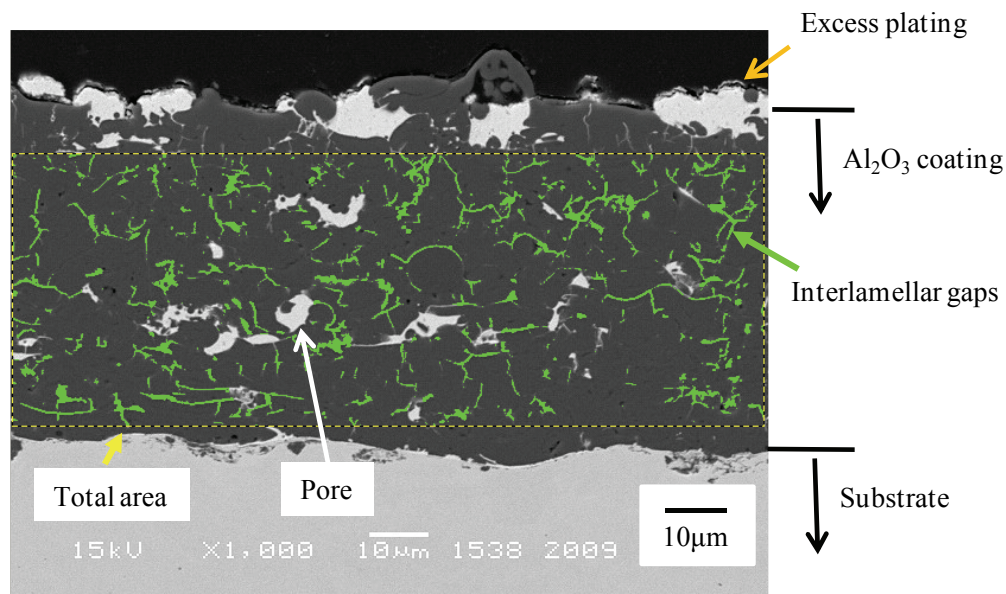 Excess plating
Al₂O₃ coating
Interlamellar gaps
Total area
Pore
Substrate
10μm
15kV X1,000 10μm 1538 2009